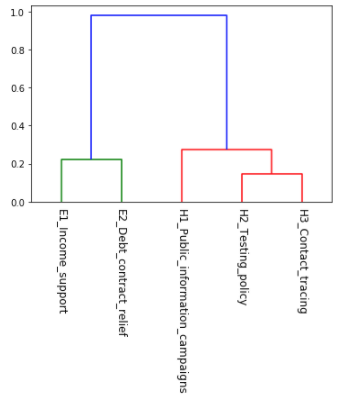 1.0
0.8
0.6
0.4
0.2
0.0
E1_Income_support
E2_Debt_contract_relief
H1_Public_information_campaigns
H2_Testing_policy
H3_Contact_tracing